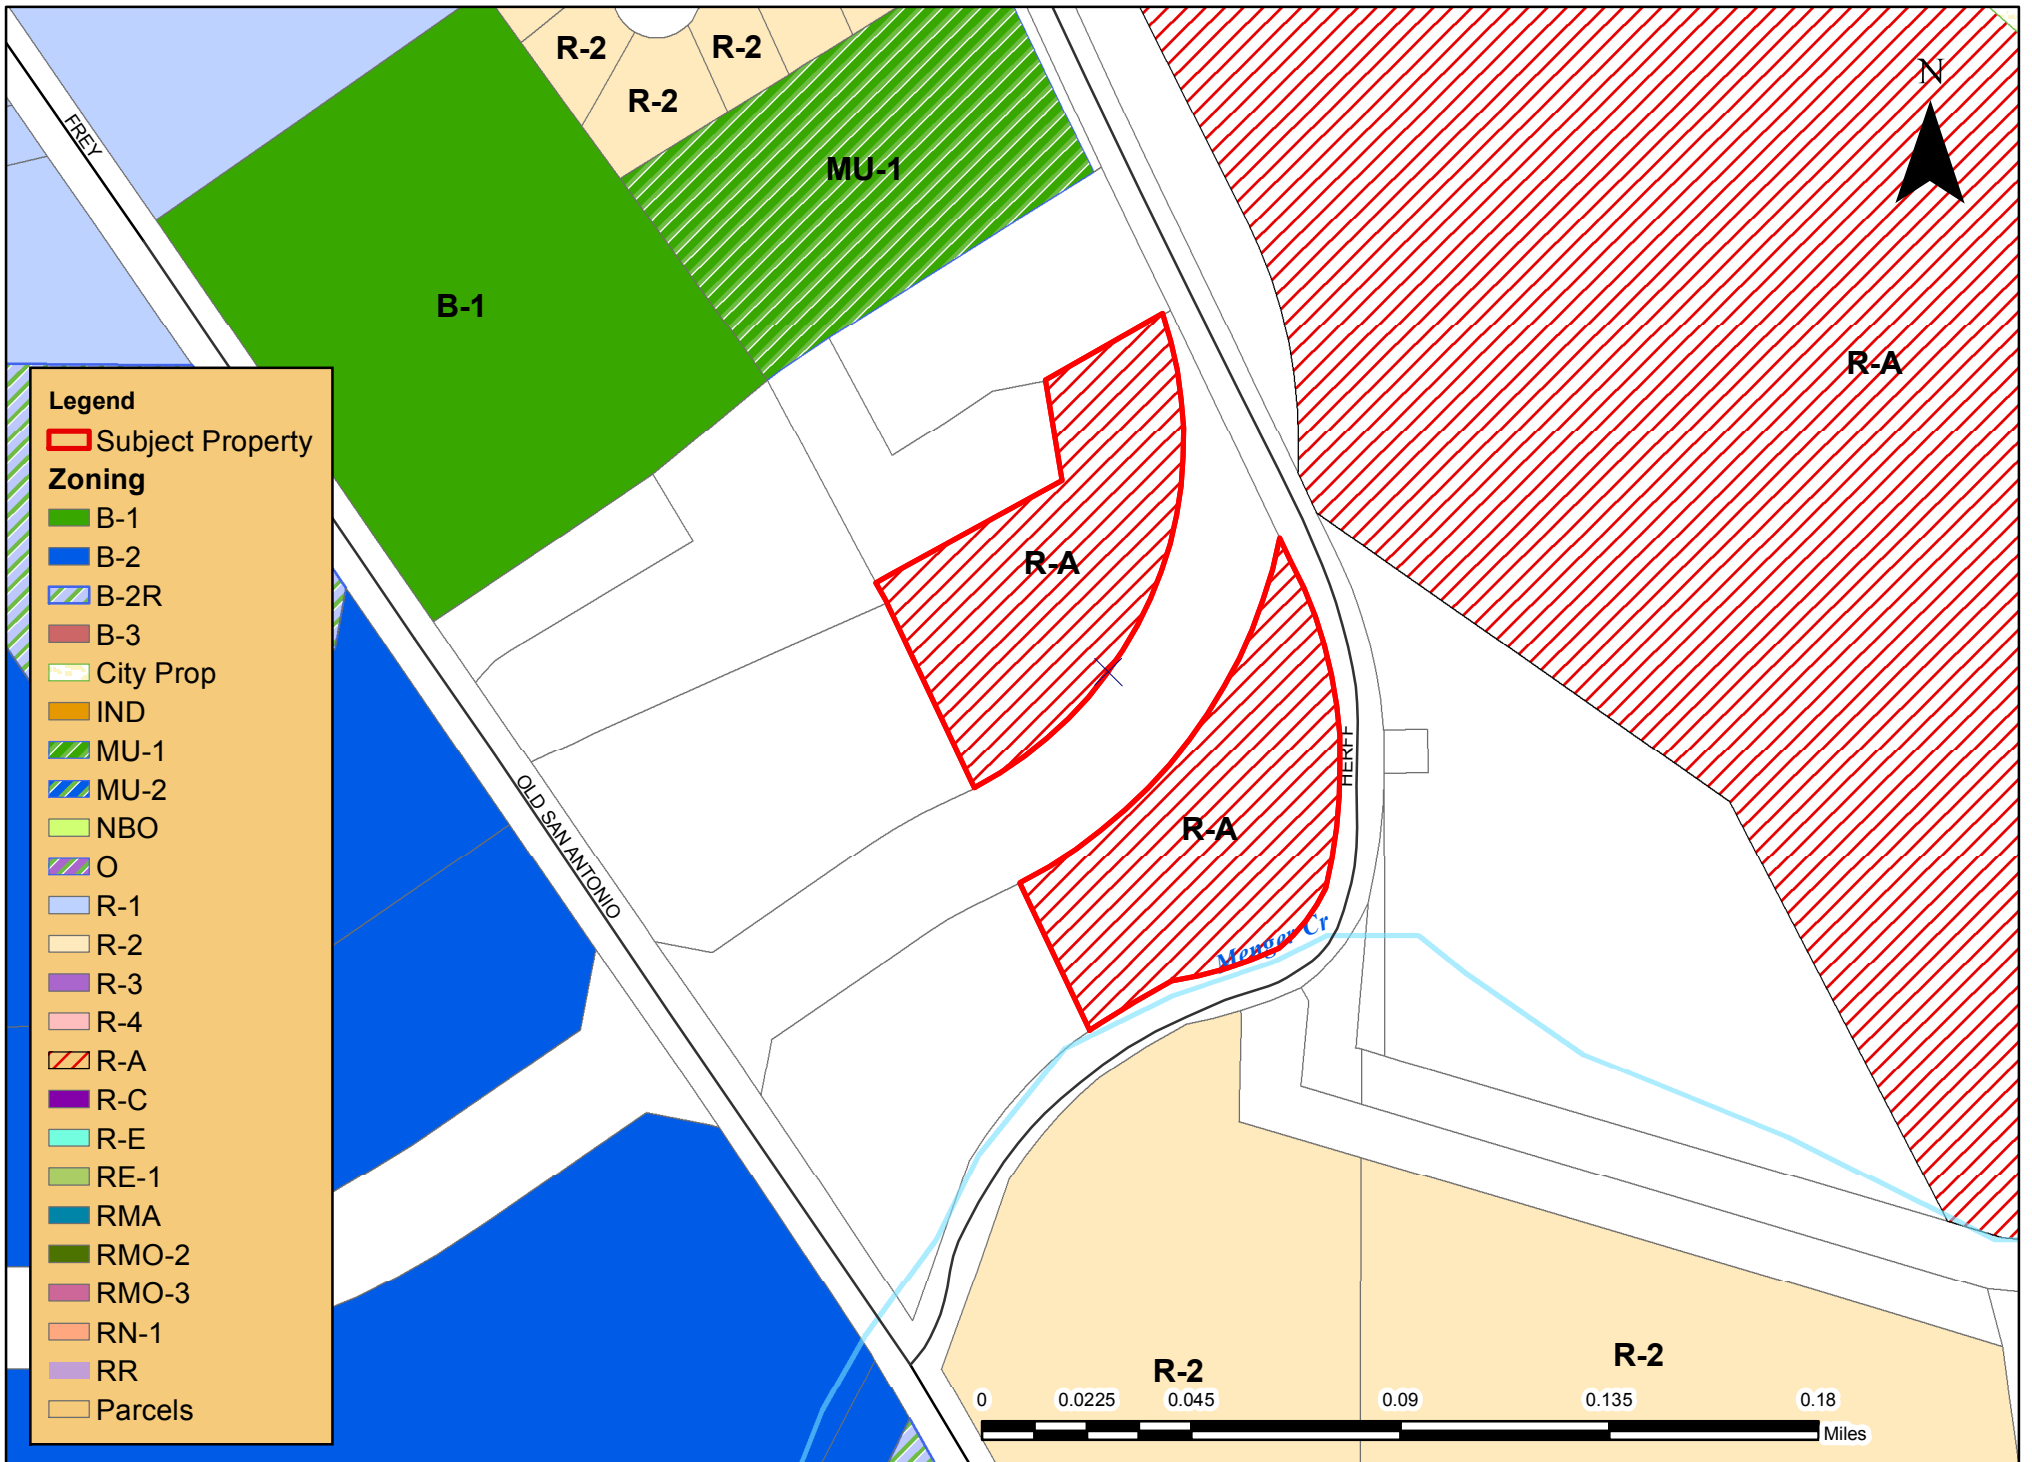 R-2
R-2
R-2
N
FREY
MU-1
B-1
R-A
R-A
R-A
HERFF
OLD SAN ANTONIO
Menger Cr
R-2
R-2
Legend
Subject Property
Zoning
B-1
B-2
B-2R
B-3
City Prop
IND
MU-1
MU-2
NBO
O
R-1
R-2
R-3
R-4
R-A
R-C
R-E
RE-1
RMA
RMO-2
RMO-3
RN-1
RR
Parcels
0 0.0225 0.045 0.09 0.135 0.18
Miles